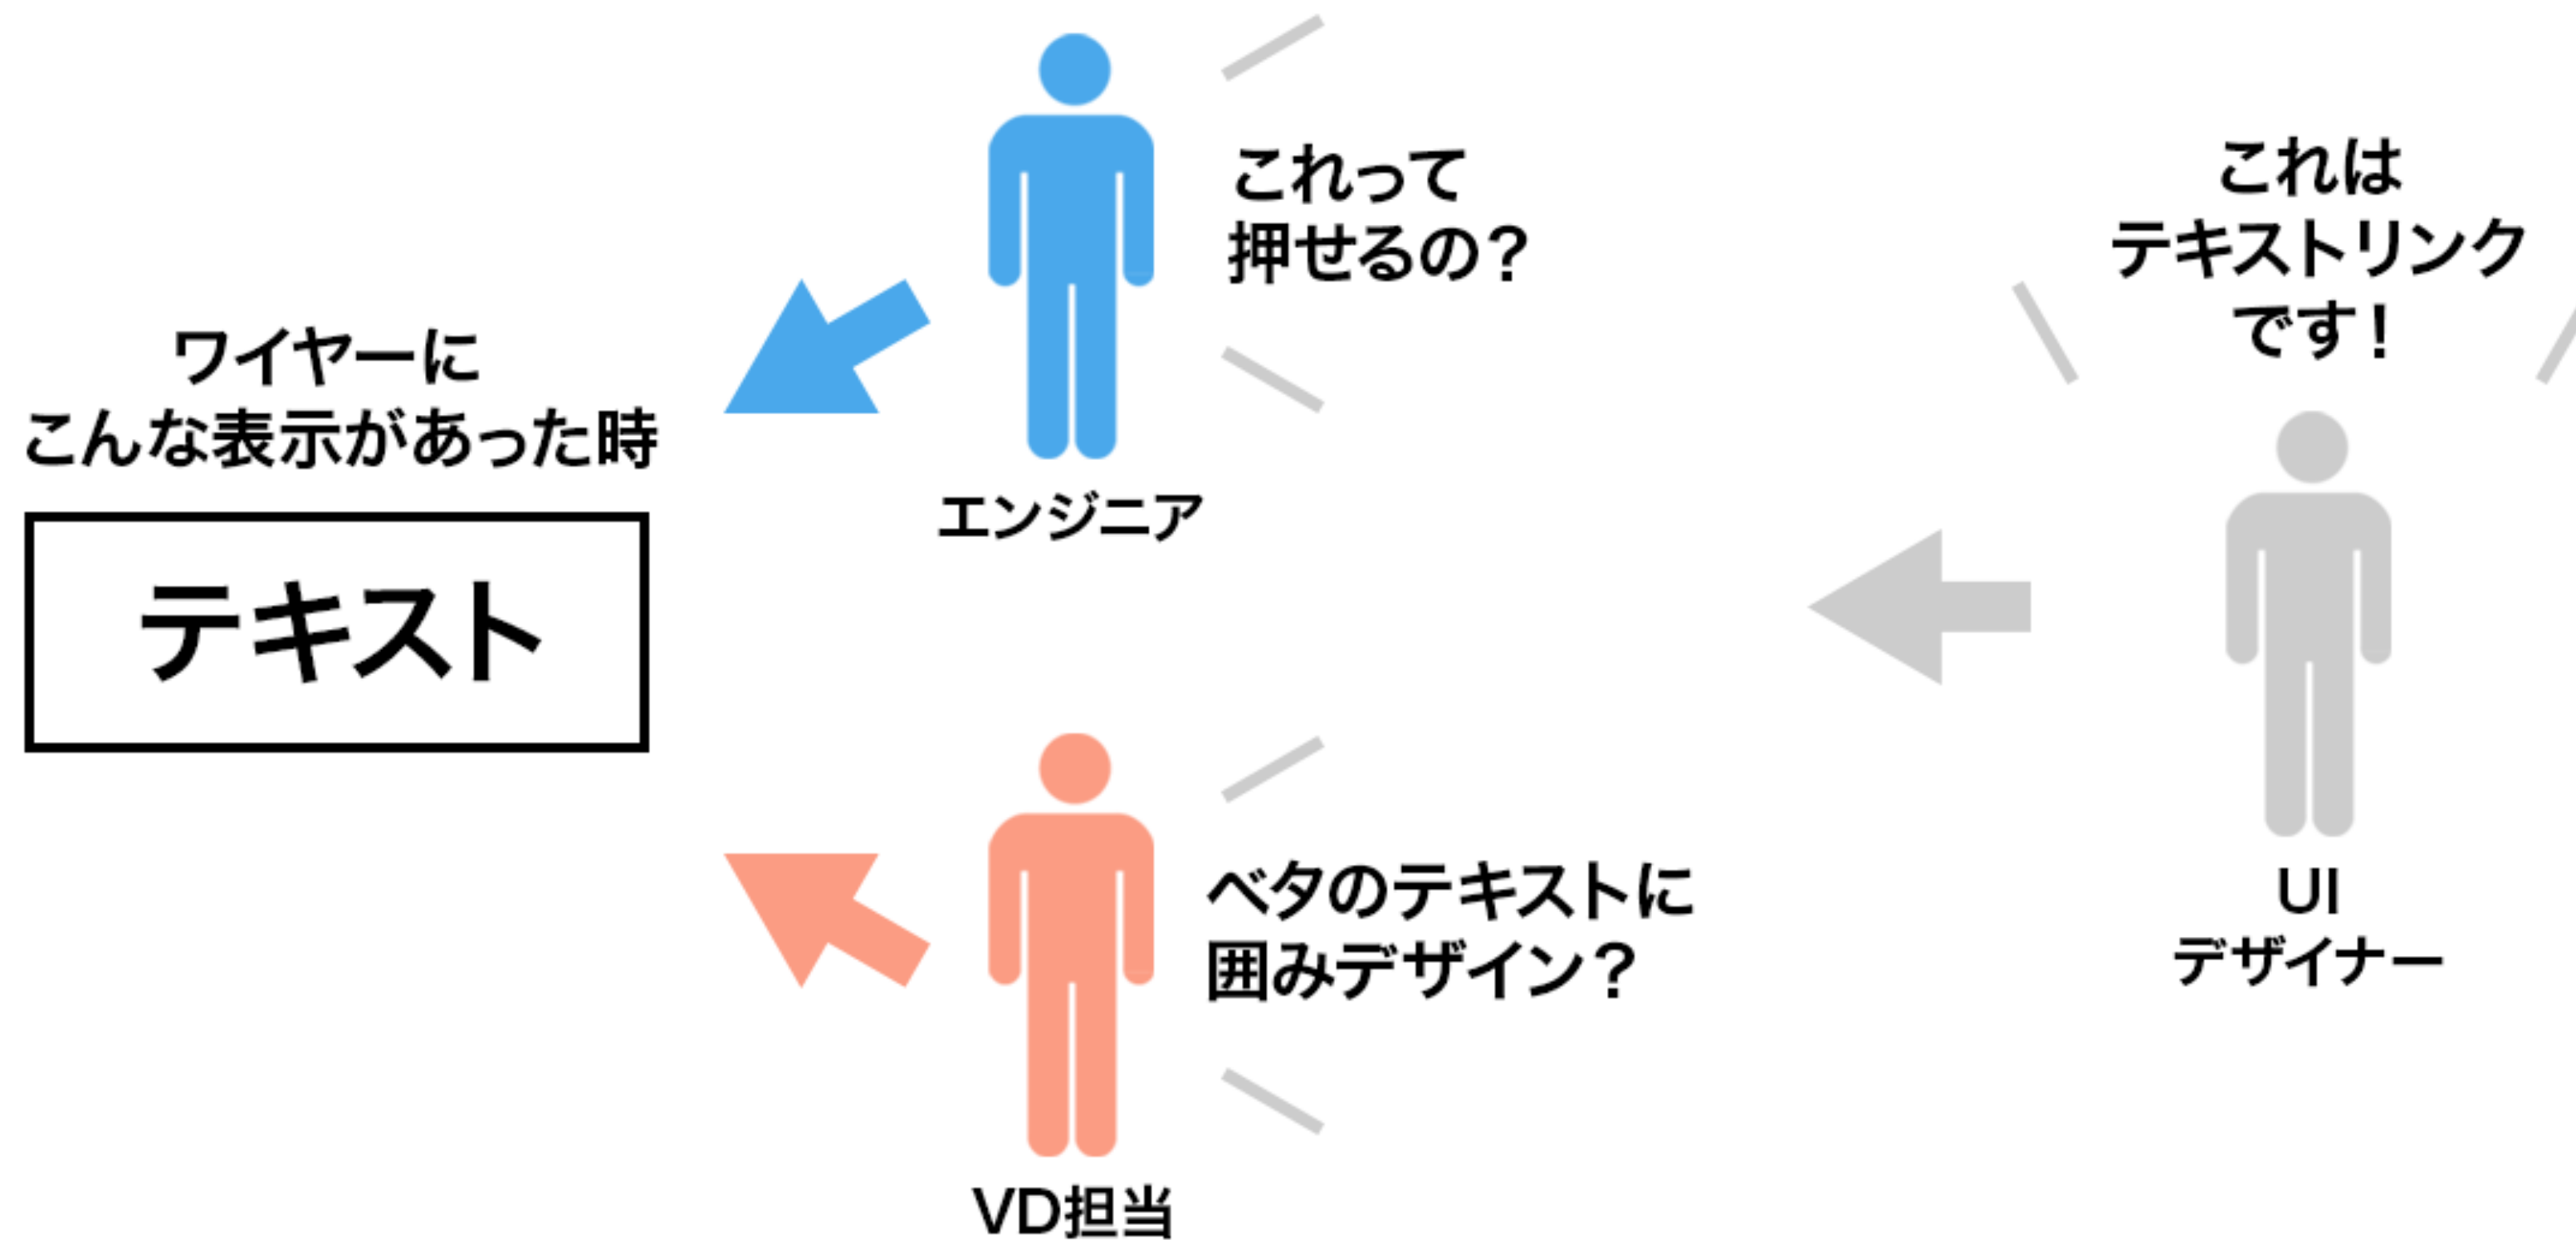 ワイヤーに
こんな表示があった時
テキスト
これって
押せるの?
エンジニア
ベタのテキストに
囲みデザイン?
VD担当
これは
テキストリンク
です!
UI
デザイナー